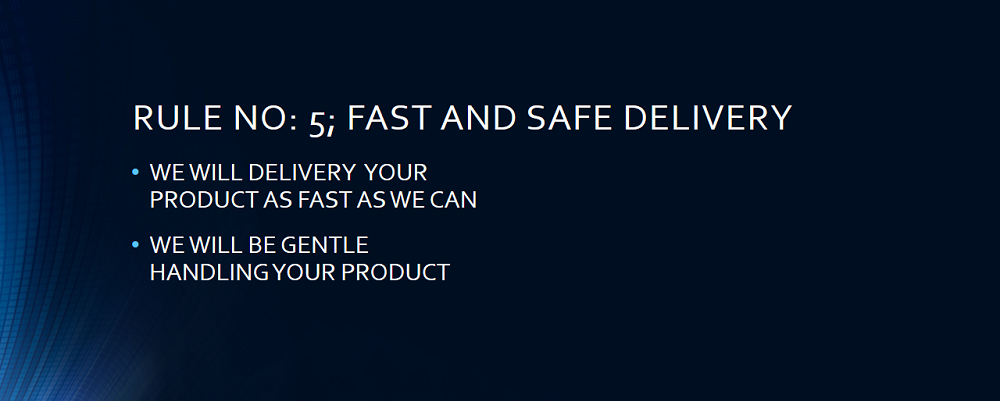 RULE NO: 5; FAST AND SAFE DELIVERY
• WE WILL DELIVERY YOUR
PRODUCT AS FAST AS WE CAN
• WE WILL BE GENTLE
HANDLING YOUR PRODUCT